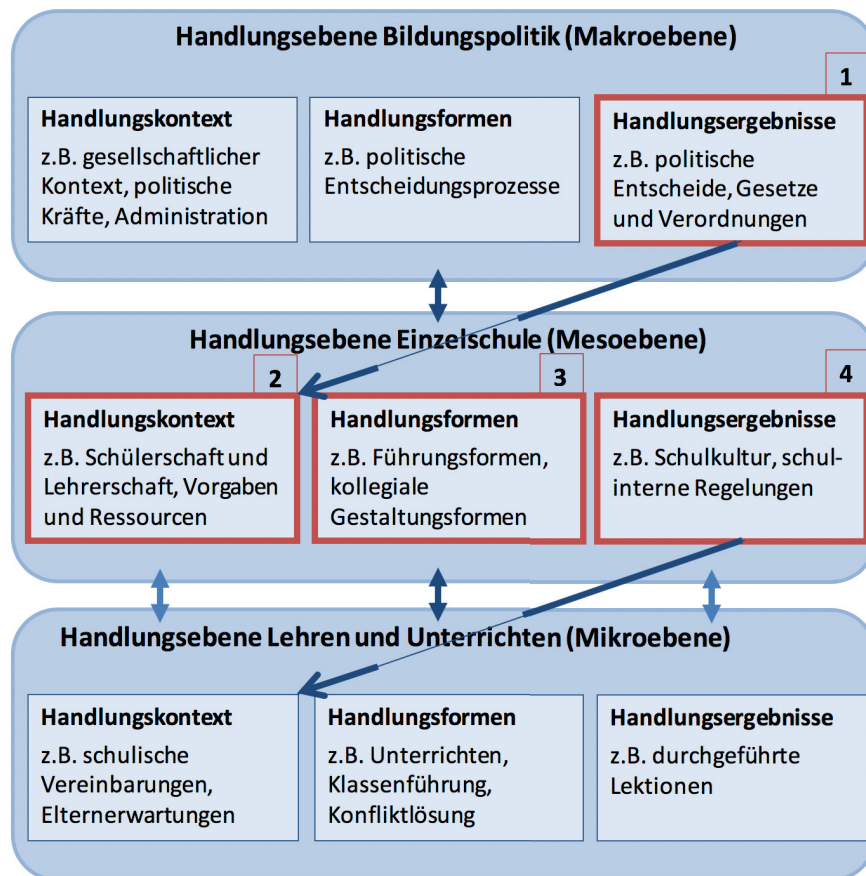 Handlungsebene Bildungspolitik (Makroebene)
1
Handlungskontext
z.B. gesellschaftlicher
Kontext, politische
Kräfte, Administration
Handlungsformen
z.B. politische
Entscheidungsprozesse
Handlungsergebnisse
z.B. politische
Entscheide, Gesetze
und Verordnungen
Handlungsebene Einzelschule (Mesoebene)
2
3
4
Handlungskontext
z.B. Schülerschaft und
Lehrerschaft, Vorgaben
und Ressourcen
Handlungsformen
z.B. Führungsformen,
kollegiale
Gestaltungsformen
Handlungsergebnisse
z.B. Schulkultur, schul-
interne Regelungen
Handlungsebene Lehren und Unterrichten (Mikroebene)
Handlungskontext
z.B. schulische
Vereinbarungen,
Elternerwartungen
Handlungsformen
z.B. Unterrichten,
Klassenführung,
Konfliktlösung
Handlungsergebnisse
z.B. durchgeführte
Lektionen